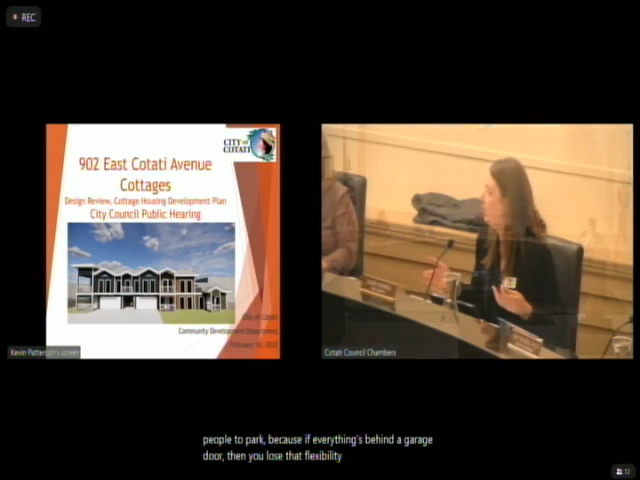 REC
CITY OF
COTATI
902 East Cotati Avenue
Cottages
Design Review, Cottage Housing Development Plan
City Council Public Hearing
City of Cotati
Community Development Department
Kevin Patterson's screen
Cotati Council Chambers
people to park, because if everything's behind a garage
door, then you lose that flexibility